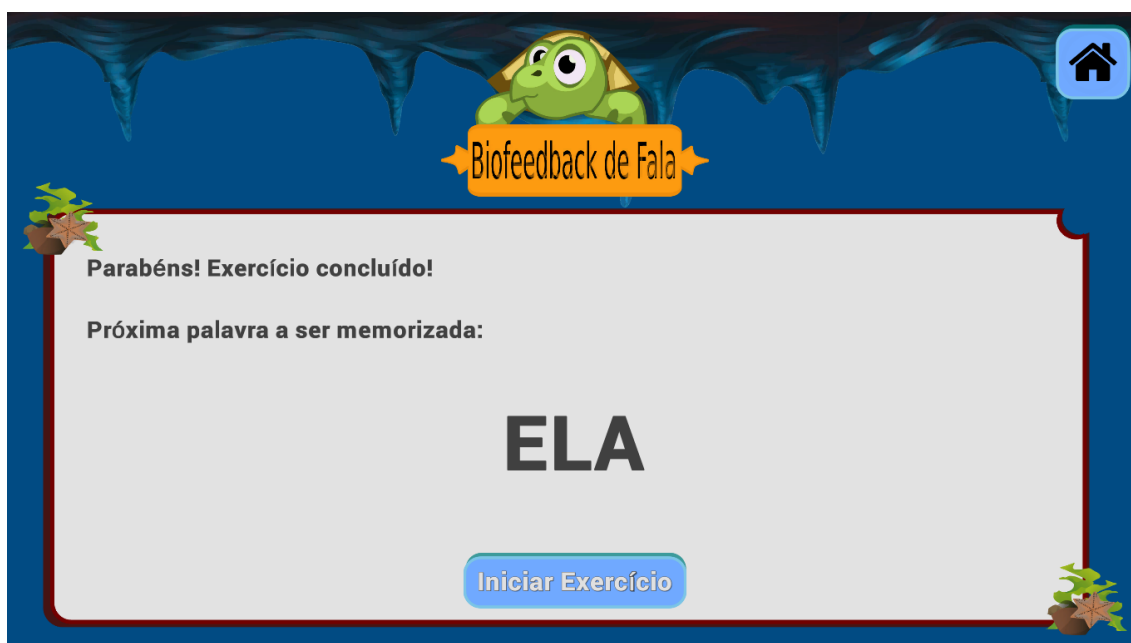 Biofeedback de Fala
Parabéns! Exercício concluído!
Próxima palavra a ser memorizada:
ELA
Iniciar Exercício